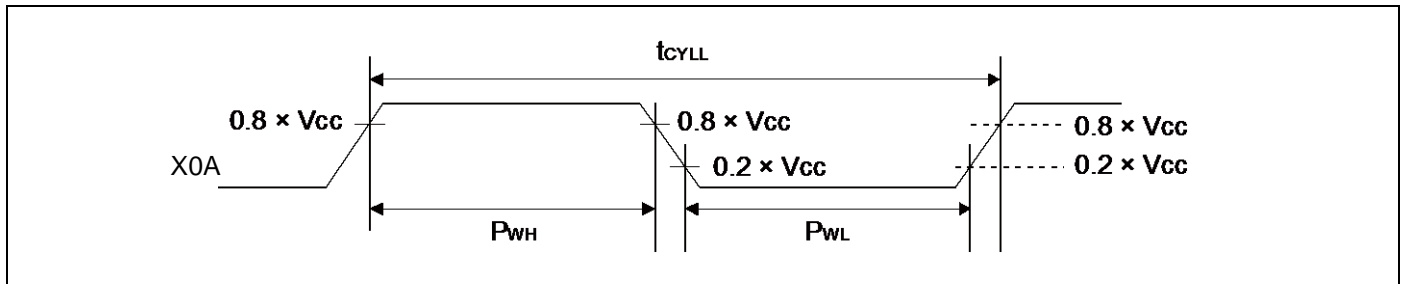 tCYLL
0.8 × Vcc
0.8 × Vcc
0.8 × Vcc
X0A
0.2 × Vcc
0.2 × Vcc
PWH
PWL